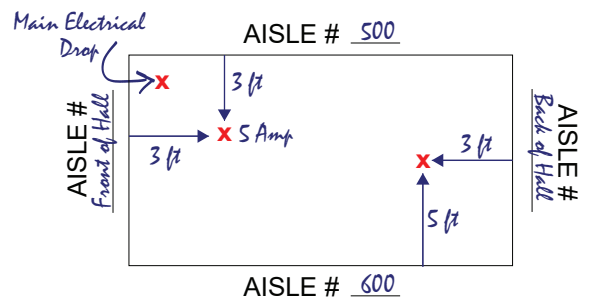 Main Electrical
Drop
AISLE # 500
X
3 ft
X 5 Amp
3 ft
AISLE #
Front of Hall
X
3 ft
5 ft
AISLE #
Back of Hall
AISLE # 600